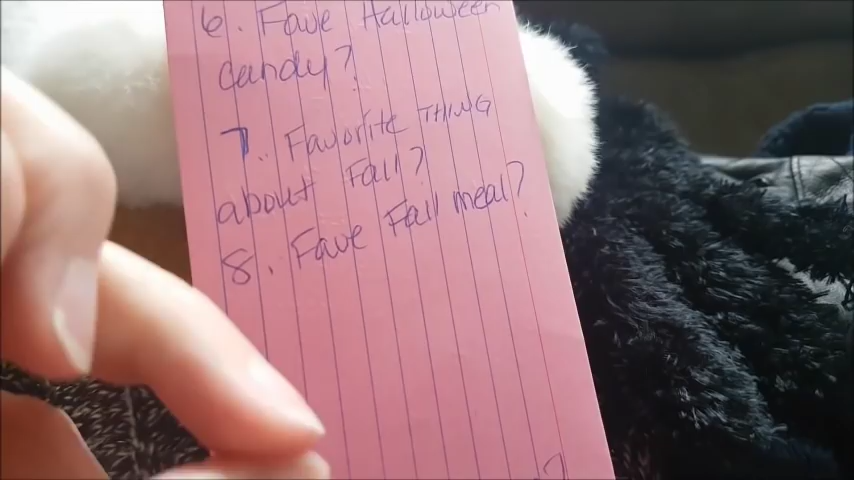 6. Fave Halloween
candy?
7. Favorite THING
about Fall?
8. Fave Fall meal?